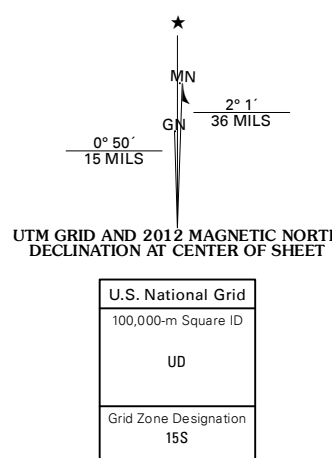 ★
MN
2° 1´
36 MILS
GN
0° 50´
15 MILS
UTM GRID AND 2012 MAGNETIC NORTH
DECLINATION AT CENTER OF SHEET
U.S. National Grid
100,000-m Square ID
UD
Grid Zone Designation
15S